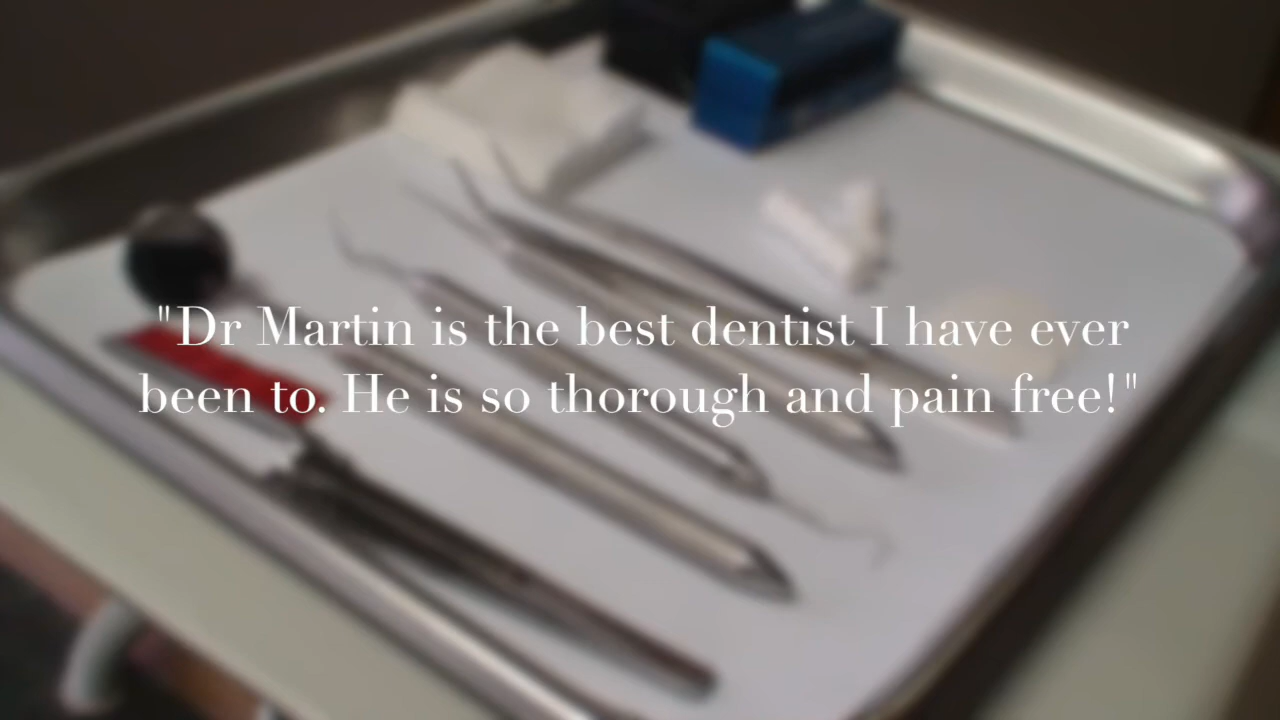 "Dr Martin is the best dentist I have ever
been to. He is so thorough and pain free!"